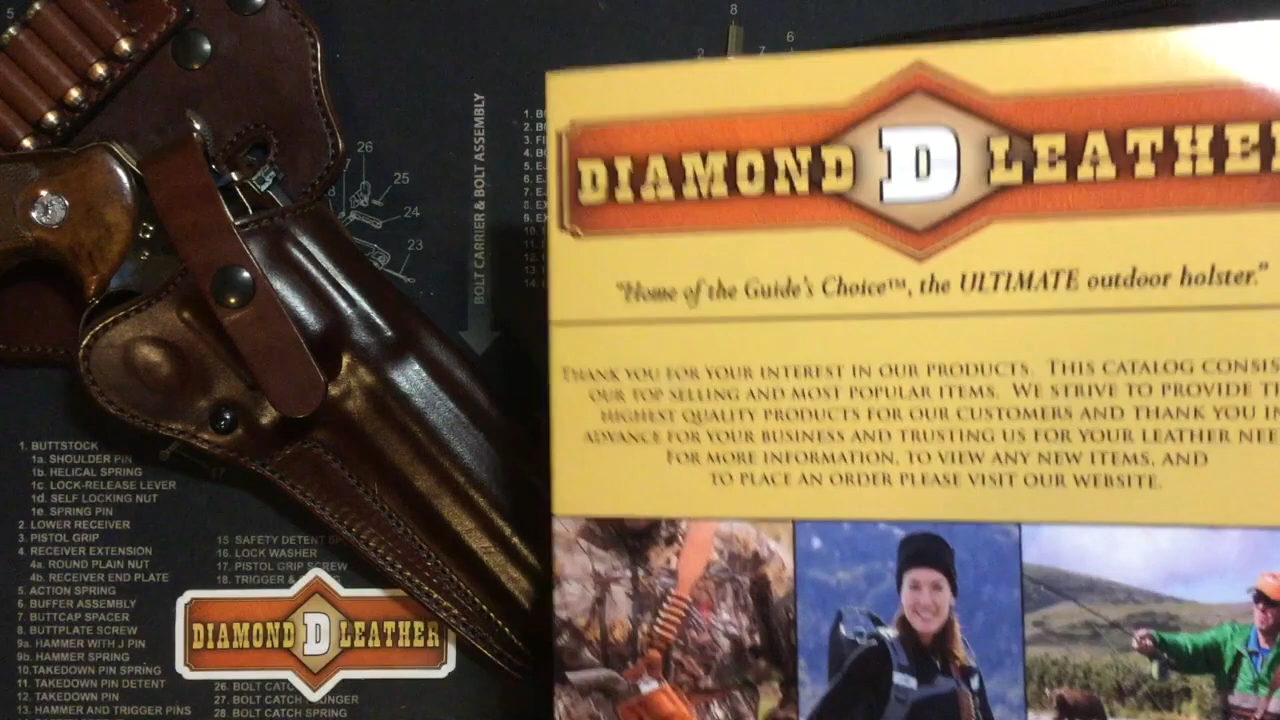 5
8
2
7
6
BOLT CARRIER & BOLT ASSEMBLY
26
25
24
23
17
DIAMOND D LEATHER
"Home of the Guide's Choice™, the ULTIMATE outdoor holster."
THANK YOU FOR YOUR INTEREST IN OUR PRODUCTS. THIS CATALOG CONSIS
OUR TOP SELLING AND MOST POPULAR ITEMS. WE STRIVE TO PROVIDE TH
HIGHEST QUALITY PRODUCTS FOR OUR CUSTOMERS AND THANK YOU IN
ADVANCE FOR YOUR BUSINESS AND TRUSTING US FOR YOUR LEATHER NEE
FOR MORE INFORMATION, TO VIEW ANY NEW ITEMS, AND
TO PLACE AN ORDER PLEASE VISIT OUR WEBSITE.
1. BUTTSTOCK
1a. SHOULDER PIN
1b. HELICAL SPRING
1c. LOCK-RELEASE LEVER
1d. SELF LOCKING NUT
1e. SPRING PIN
2. LOWER RECEIVER
3. PISTOL GRIP
4. RECEIVER EXTENSION
4a. ROUND PLAIN NUT
4b. RECEIVER END PLATE
5. ACTION SPRING
6. BUFFER ASSEMBLY
7. BUTTCAP SPACER
8. BUTTPLATE SCREW
9a. HAMMER WITH J PIN
9b. HAMMER SPRING
10. TAKEDOWN PIN SPRING
11. TAKEDOWN PIN DETENT
12. TAKEDOWN PIN
13. HAMMER AND TRIGGER PINS
15 SAFETY DETENT SP
16. LOCK WASHER
17. PISTOL GRIP SCREW
18. TRIGGER &
DIAMOND D LEATHER
26. BOLT CATC
27. BOLT CATCH
28. BOLT CATCH SPRING